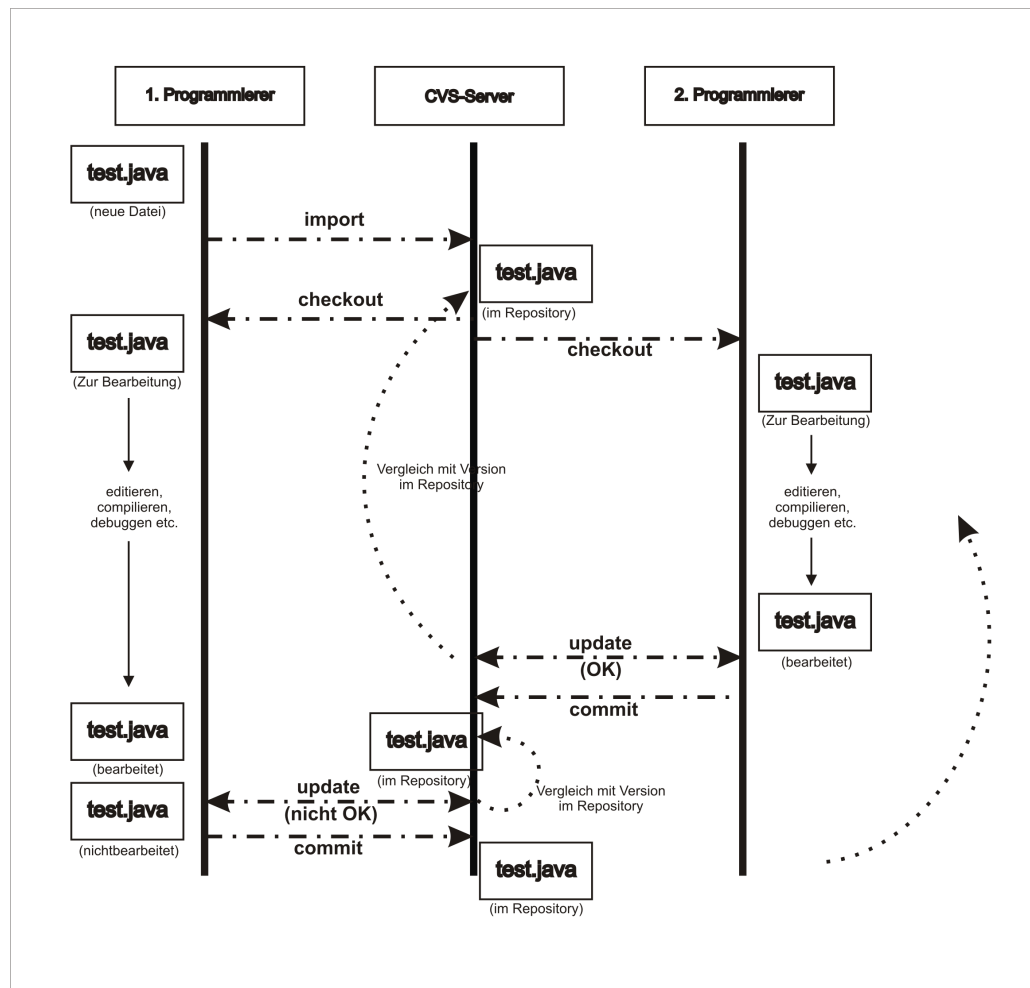 1. Programmierer
CVS-Server
2. Programmierer
test.java
(neue Datei)
import
test.java
(im Repository)
checkout
checkout
test.java
(Zur Bearbeitung)
test.java
(Zur Bearbeitung)
Vergleich mit Version
im Repository
editieren,
compilieren,
debuggen etc.
editieren,
compilieren,
debuggen etc.
test.java
(bearbeitet)
update
(OK)
commit
test.java
(bearbeitet)
test.java
(im Repository)
test.java
(nichtbearbeitet)
update
(nicht OK)
Vergleich mit Version
im Repository
commit
test.java
(im Repository)